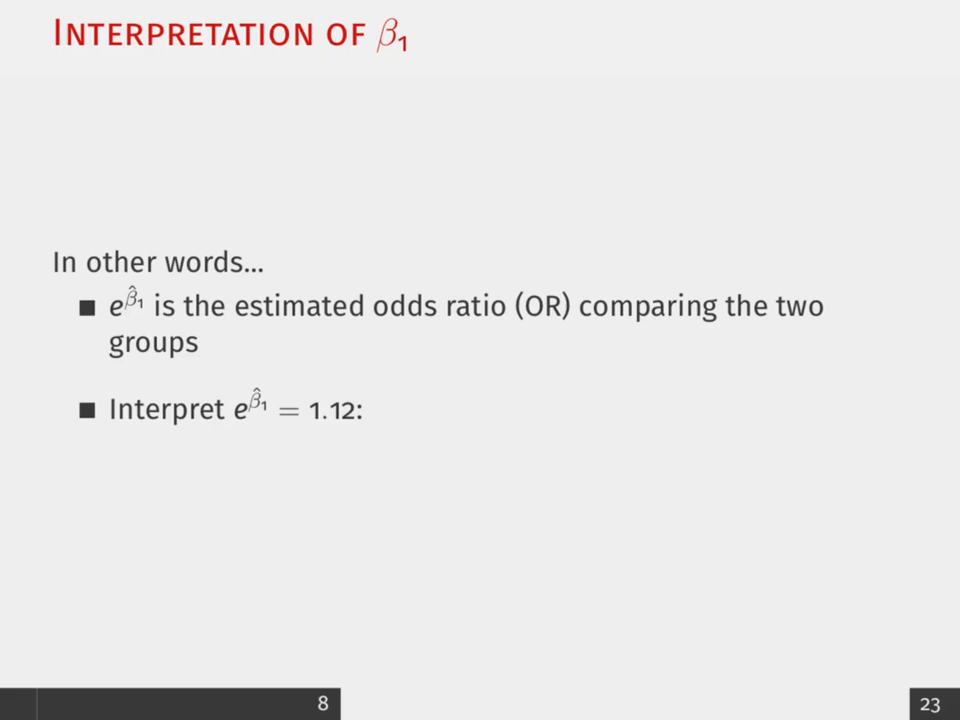 INTERPRETATION OF β₁
In other words...
■ e^β̂₁ is the estimated odds ratio (OR) comparing the two
groups
■ Interpret e^β̂₁ = 1.12:
8
23